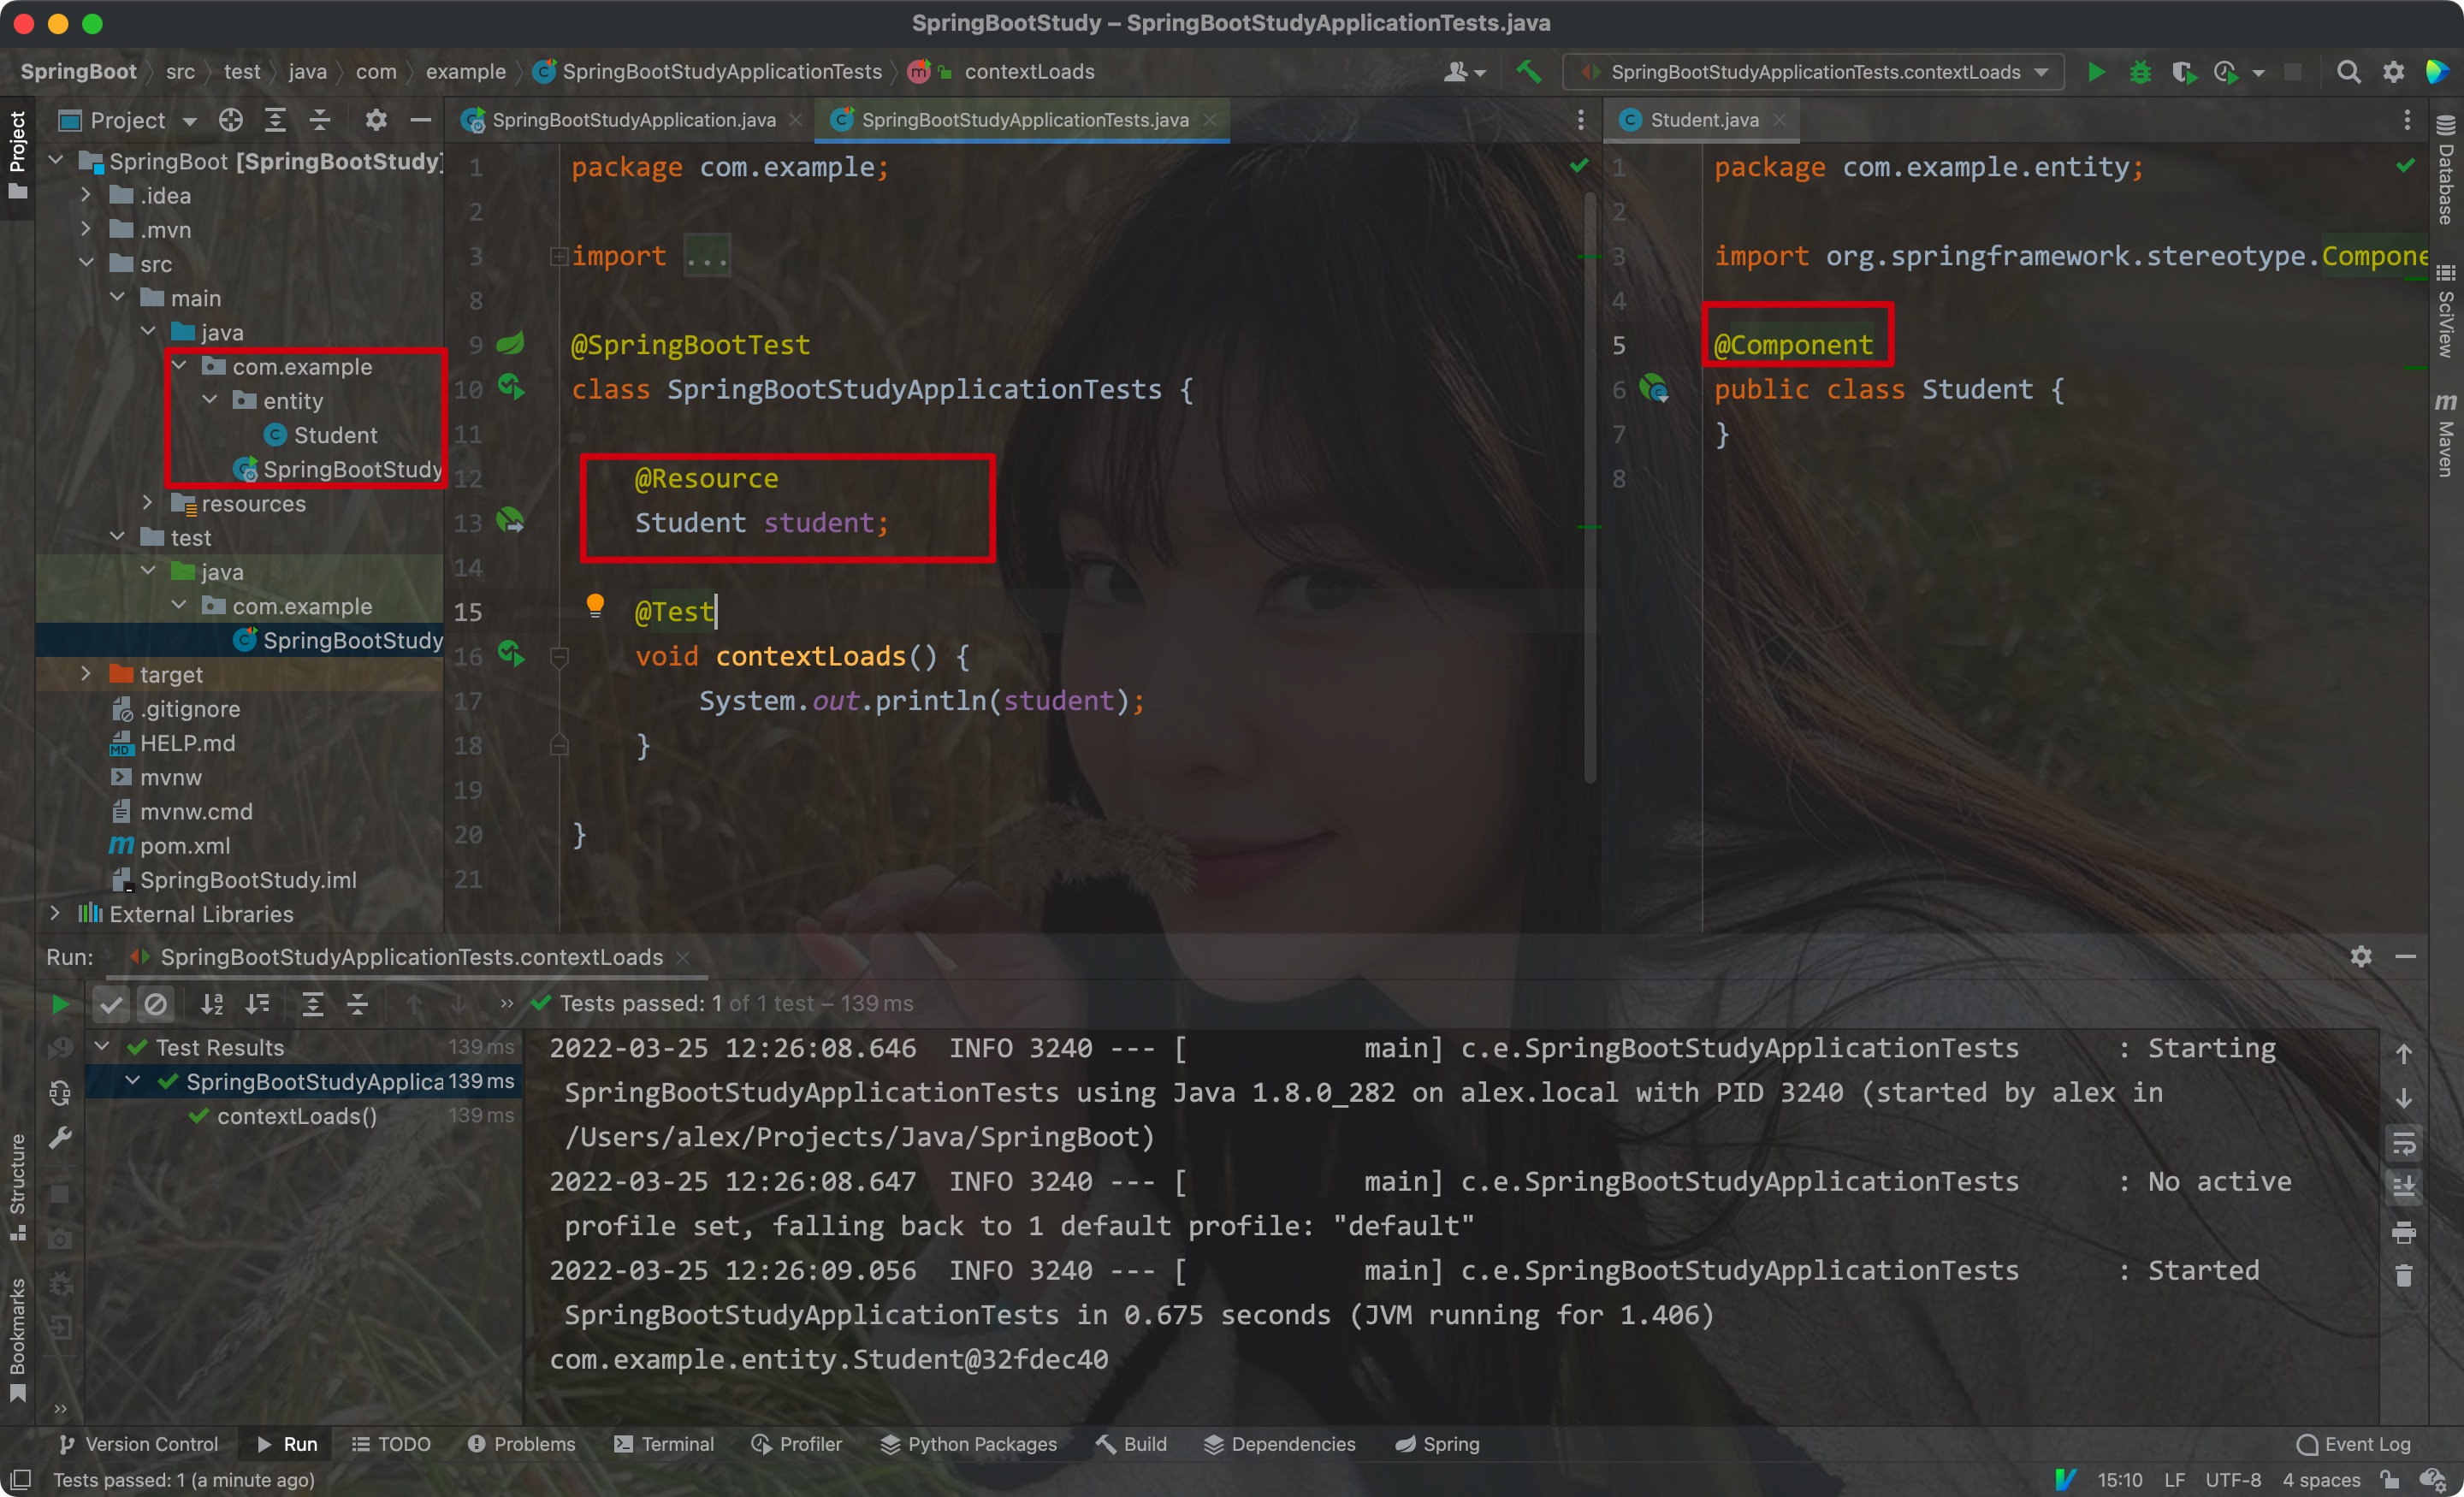 SpringBootStudy – SpringBootStudyApplicationTests.java
SpringBoot src test java com example SpringBootStudyApplicationTests contextLoads
SpringBootStudyApplicationTests.contextLoads
Project
Project
SpringBootStudyApplication.java
SpringBootStudyApplicationTests.java
Student.java
SpringBoot [SpringBootStudy]
.idea
.mvn
src
main
java
com.example
entity
Student
SpringBootStudy
resources
test
java
com.example
SpringBootStudy
target
.gitignore
HELP.md
mvnw
mvnw.cmd
pom.xml
SpringBootStudy.iml
External Libraries
1 package com.example;
2
3 import ...
8
9 @SpringBootTest
10 class SpringBootStudyApplicationTests {
11
12 @Resource
13 Student student;
14
15 @Test
16 void contextLoads() {
17 System.out.println(student);
18 }
19
20 }
21
1 package com.example.entity;
2
3 import org.springframework.stereotype.Compone
4
5 @Component
6 public class Student {
7 }
8
Database
SciView
Maven
Run: SpringBootStudyApplicationTests.contextLoads
Tests passed: 1 of 1 test – 139 ms
Test Results 139 ms
SpringBootStudyApplica 139 ms
contextLoads() 139 ms
2022-03-25 12:26:08.646 INFO 3240 --- [ main] c.e.SpringBootStudyApplicationTests : Starting
SpringBootStudyApplicationTests using Java 1.8.0_282 on alex.local with PID 3240 (started by alex in
/Users/alex/Projects/Java/SpringBoot)
2022-03-25 12:26:08.647 INFO 3240 --- [ main] c.e.SpringBootStudyApplicationTests : No active
profile set, falling back to 1 default profile: "default"
2022-03-25 12:26:09.056 INFO 3240 --- [ main] c.e.SpringBootStudyApplicationTests : Started
SpringBootStudyApplicationTests in 0.675 seconds (JVM running for 1.406)
com.example.entity.Student@32fdec40
Structure
Bookmarks
Version Control Run TODO Problems Terminal Profiler Python Packages Build Dependencies Spring Event Log
Tests passed: 1 (a minute ago) 15:10 LF UTF-8 4 spaces